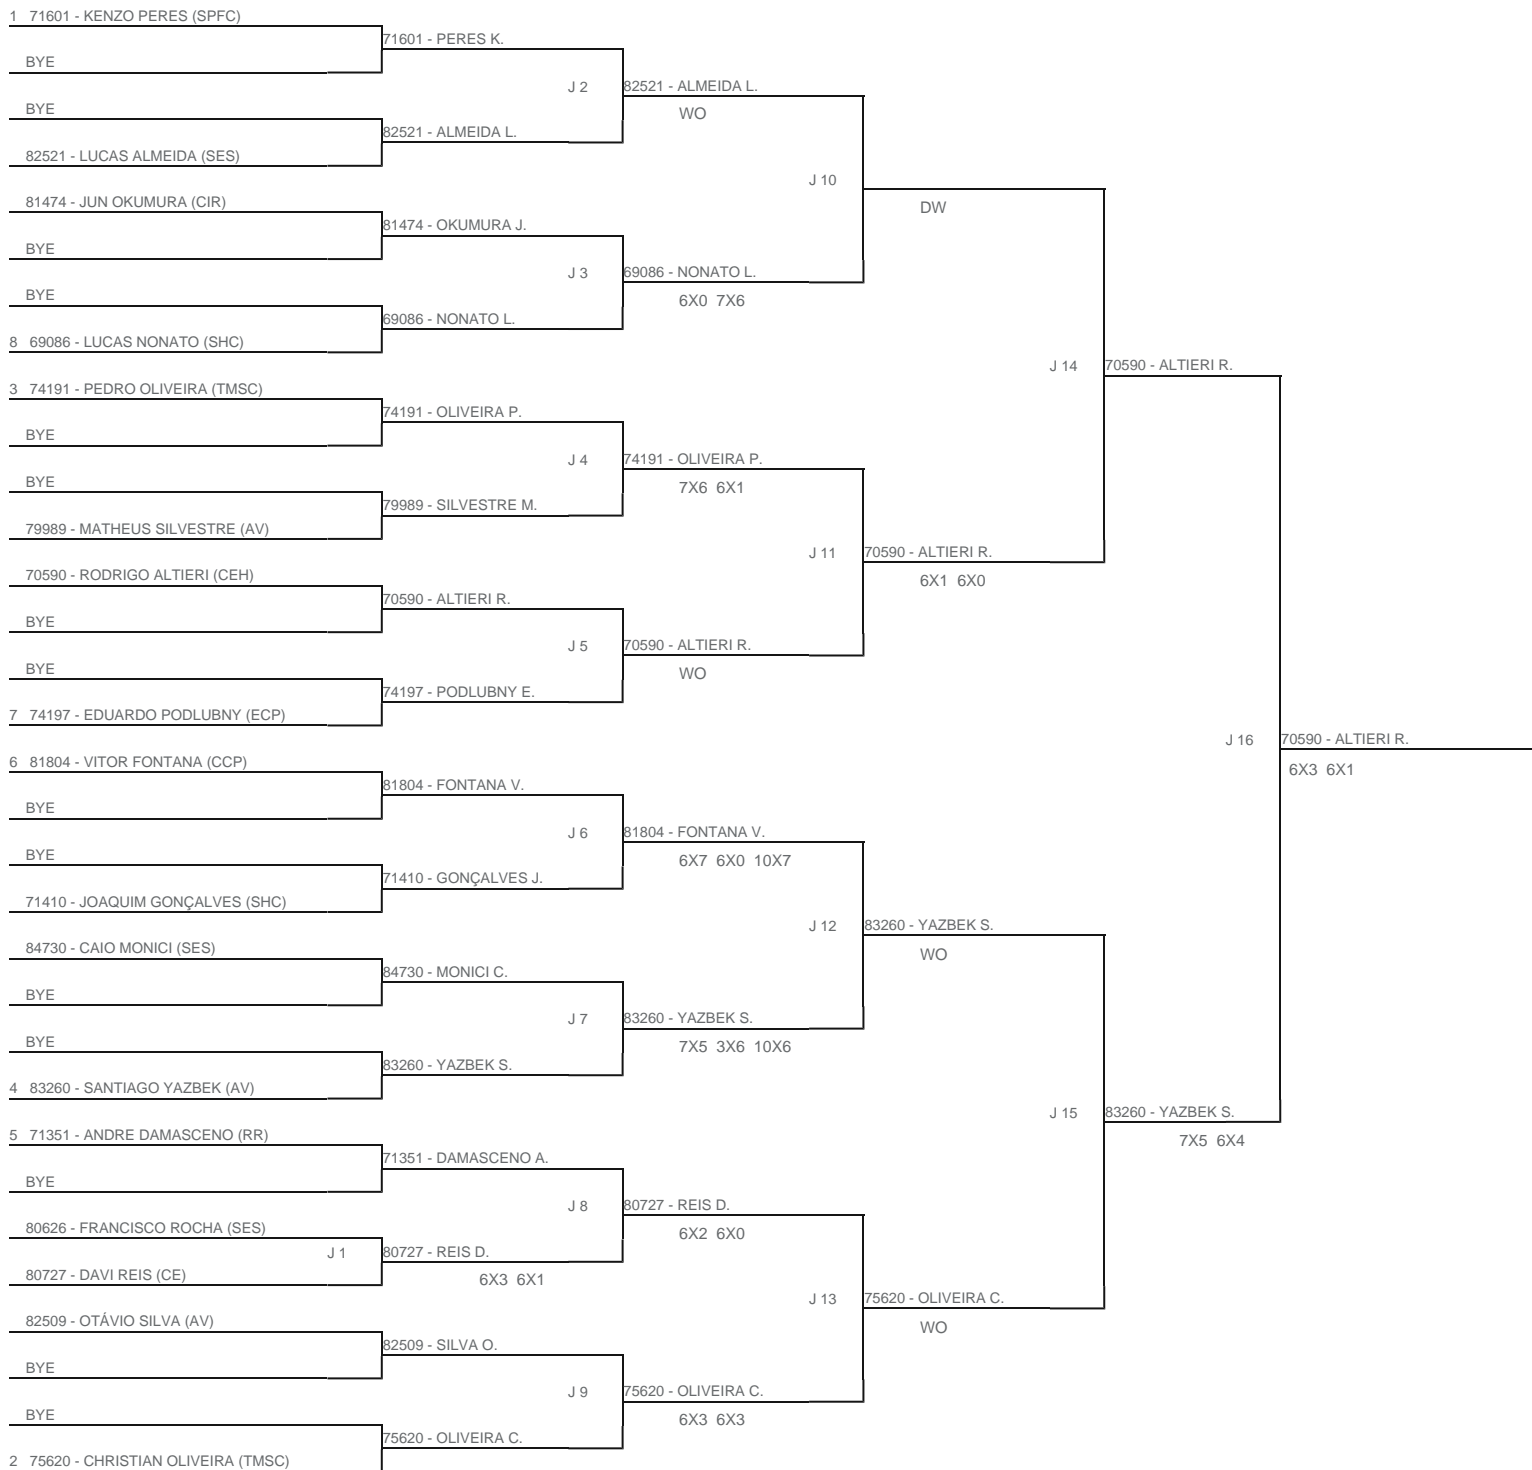 1 71601 - KENZO PERES (SPFC)
71601 - PERES K.
BYE
J 2
82521 - ALMEIDA L.
WO
BYE
82521 - ALMEIDA L.
82521 - LUCAS ALMEIDA (SES)
J 10
DW
81474 - JUN OKUMURA (CIR)
81474 - OKUMURA J.
BYE
J 3
69086 - NONATO L.
6X0 7X6
BYE
69086 - NONATO L.
8 69086 - LUCAS NONATO (SHC)
J 14
70590 - ALTIERI R.
3 74191 - PEDRO OLIVEIRA (TMSC)
74191 - OLIVEIRA P.
BYE
J 4
74191 - OLIVEIRA P.
7X6 6X1
BYE
79989 - SILVESTRE M.
79989 - MATHEUS SILVESTRE (AV)
J 11
70590 - ALTIERI R.
6X1 6X0
70590 - RODRIGO ALTIERI (CEH)
70590 - ALTIERI R.
BYE
J 5
70590 - ALTIERI R.
WO
BYE
74197 - PODLUBNY E.
7 74197 - EDUARDO PODLUBNY (ECP)
J 16
70590 - ALTIERI R.
6X3 6X1
6 81804 - VITOR FONTANA (CCP)
81804 - FONTANA V.
BYE
J 6
81804 - FONTANA V.
6X7 6X0 10X7
BYE
71410 - GONÇALVES J.
71410 - JOAQUIM GONÇALVES (SHC)
J 12
83260 - YAZBEK S.
WO
84730 - CAIO MONICI (SES)
84730 - MONICI C.
BYE
J 7
83260 - YAZBEK S.
7X5 3X6 10X6
BYE
83260 - YAZBEK S.
4 83260 - SANTIAGO YAZBEK (AV)
J 15
83260 - YAZBEK S.
7X5 6X4
5 71351 - ANDRE DAMASCENO (RR)
71351 - DAMASCENO A.
BYE
J 8
80727 - REIS D.
6X2 6X0
80626 - FRANCISCO ROCHA (SES)
J 1
80727 - REIS D.
6X3 6X1
80727 - DAVI REIS (CE)
J 13
75620 - OLIVEIRA C.
WO
82509 - OTÁVIO SILVA (AV)
82509 - SILVA O.
BYE
J 9
75620 - OLIVEIRA C.
6X3 6X3
BYE
75620 - OLIVEIRA C.
2 75620 - CHRISTIAN OLIVEIRA (TMSC)